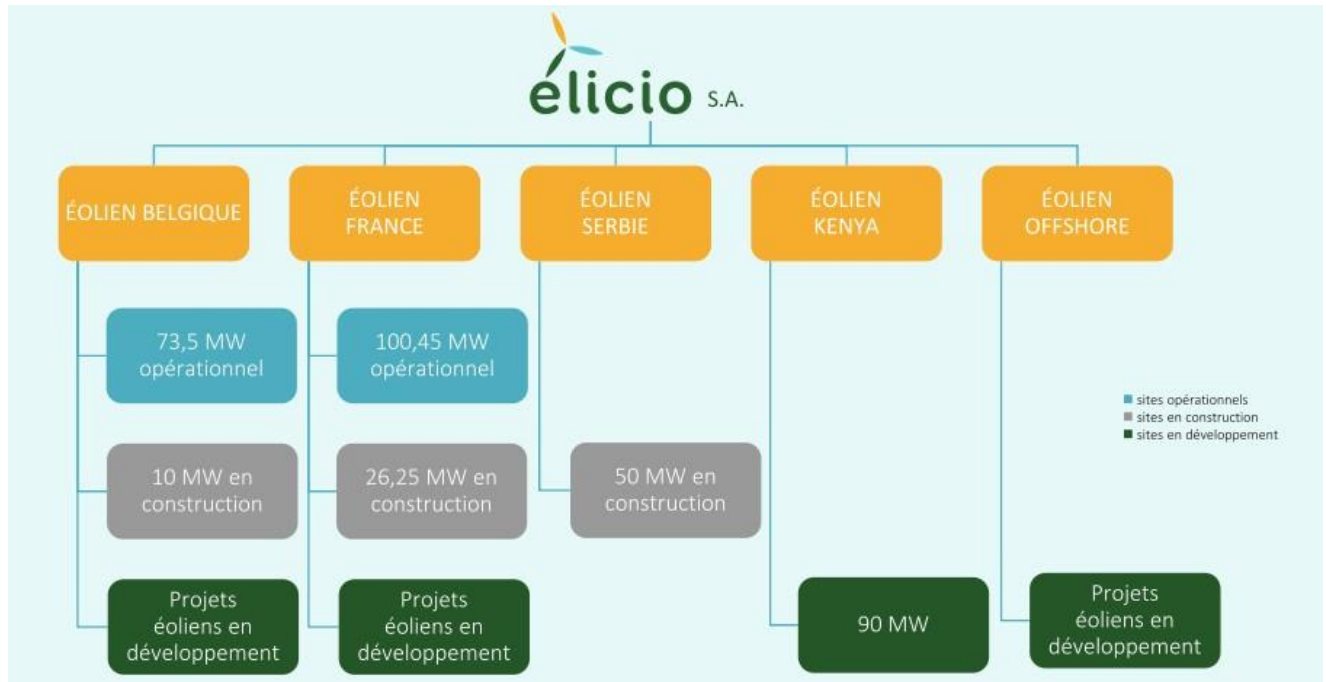 élicio S.A.
ÉOLIEN BELGIQUE
ÉOLIEN
FRANCE
ÉOLIEN
SERBIE
ÉOLIEN
KENYA
ÉOLIEN
OFFSHORE
73,5 MW
opérationnel
100,45 MW
opérationnel
sites opérationnels
sites en construction
sites en développement
10 MW en
construction
26,25 MW en
construction
50 MW en
construction
Projets
éoliens en
développement
Projets
éoliens en
développement
90 MW
Projets
éoliens en
développement